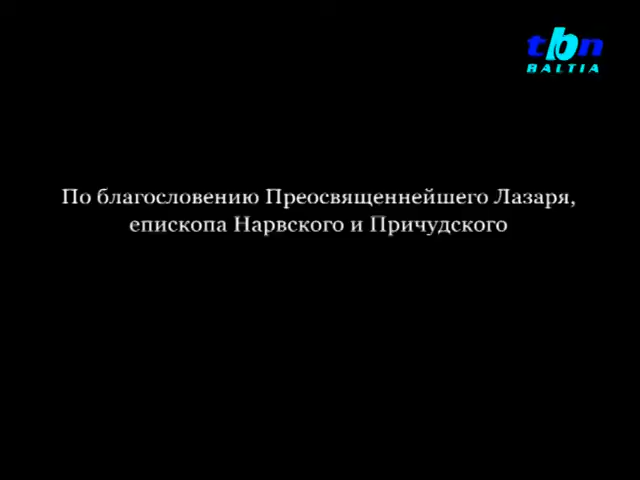 tbn
BALTIA
По благословению Преосвященнейшего Лазаря,
епископа Нарвского и Причудского